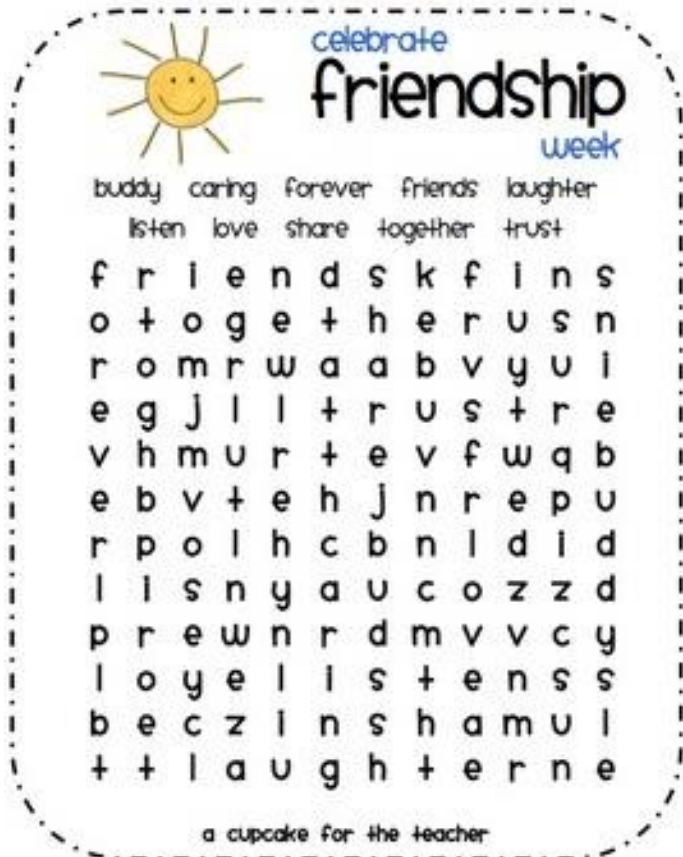 celebrate
friendship
week
buddy caring forever friends laughter
listen love share together trust
f r i e n d s k f i n s
o t o g e t h e r u s n
r o m r w a a b v y u i
e g j l l t r u s t r e
v h m u r t e v f w q b
e b v t e h j n r e p u
r p o l h c b n l d i d
l i s n y a u c o z z d
p r e w n r d m v v c y
l o y e l i s t e n s s
b e c z i n s h a m u l
t t l a u g h t e r n e
a cupcake for the teacher